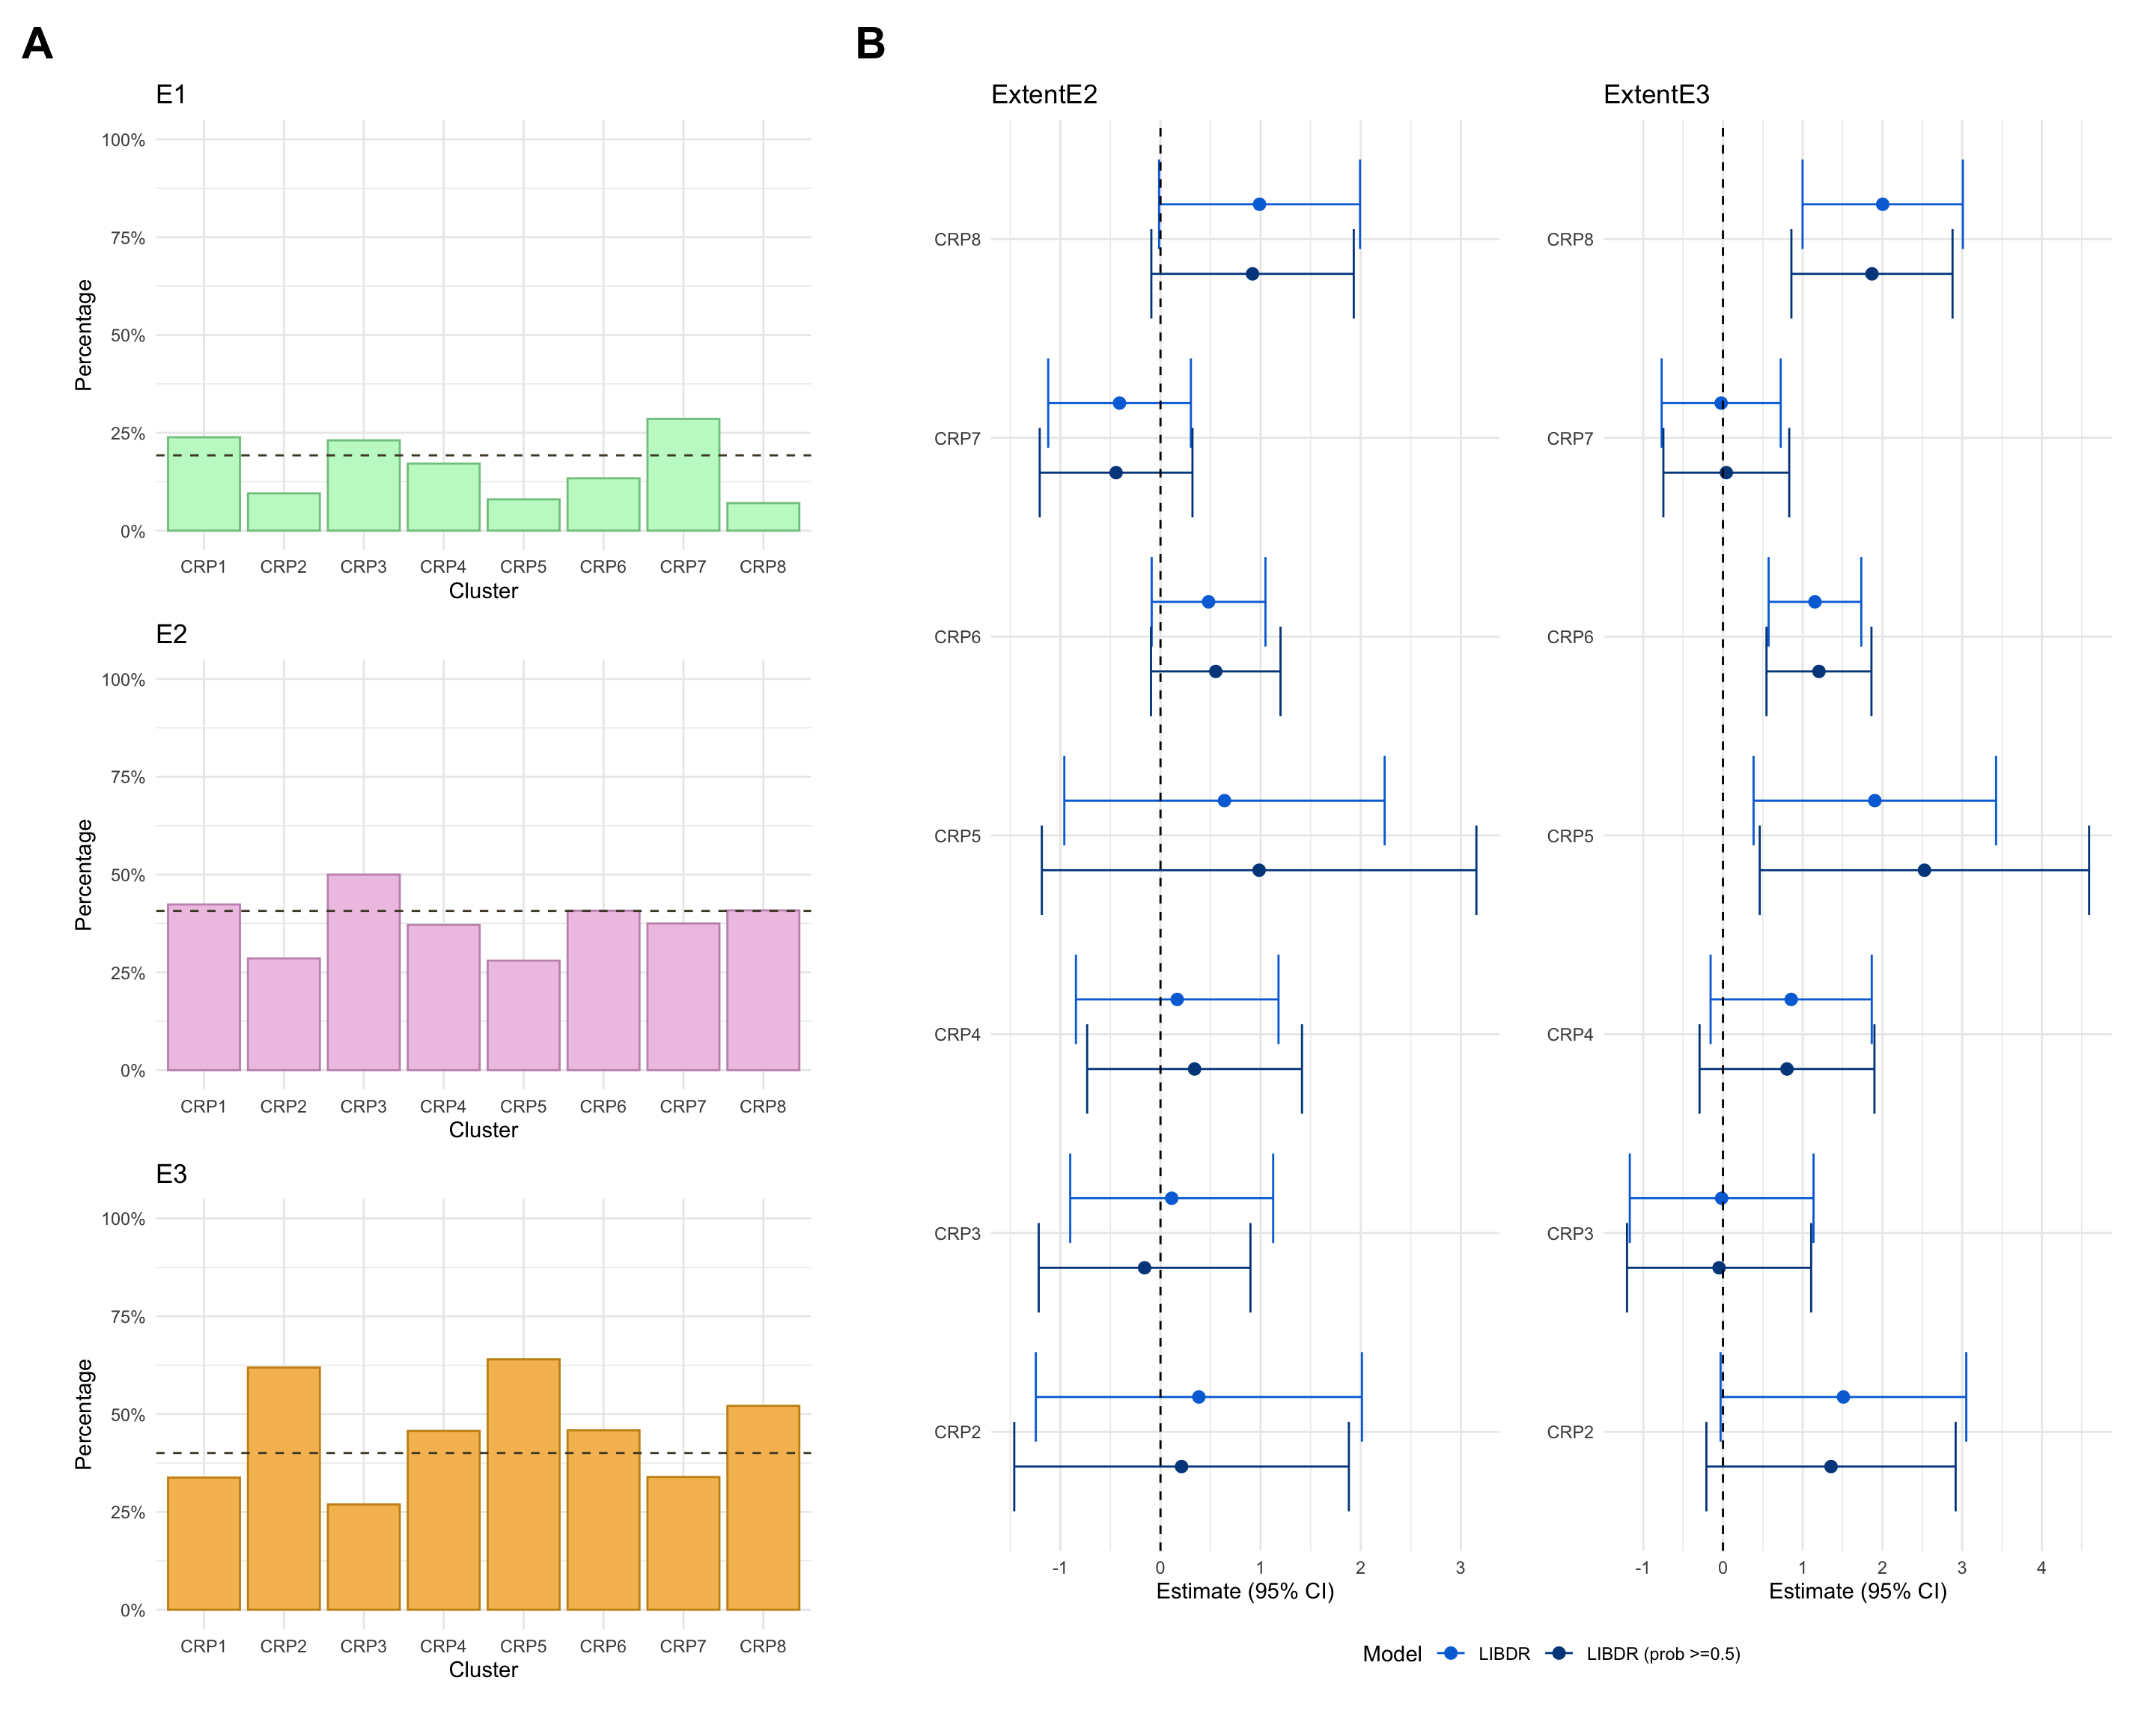 A
E1
100%
75%
50%
25%
0%
Percentage
CRP1 CRP2 CRP3 CRP4 CRP5 CRP6 CRP7 CRP8
Cluster
E2
100%
75%
50%
25%
0%
Percentage
CRP1 CRP2 CRP3 CRP4 CRP5 CRP6 CRP7 CRP8
Cluster
E3
100%
75%
50%
25%
0%
Percentage
CRP1 CRP2 CRP3 CRP4 CRP5 CRP6 CRP7 CRP8
Cluster
B
ExtentE2
CRP8
CRP7
CRP6
CRP5
CRP4
CRP3
CRP2
-1 0 1 2 3
Estimate (95% CI)
ExtentE3
CRP8
CRP7
CRP6
CRP5
CRP4
CRP3
CRP2
-1 0 1 2 3 4
Estimate (95% CI)
Model LIBDR LIBDR (prob >=0.5)